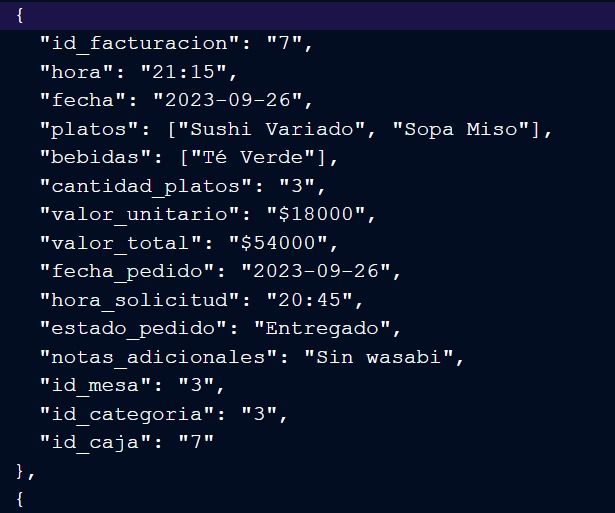 {
"id_facturacion": "7",
"hora": "21:15",
"fecha": "2023-09-26",
"platos": ["Sushi Variado", "Sopa Miso"],
"bebidas": ["Té Verde"],
"cantidad_platos": "3",
"valor_unitario": "$18000",
"valor_total": "$54000",
"fecha_pedido": "2023-09-26",
"hora_solicitud": "20:45",
"estado_pedido": "Entregado",
"notas_adicionales": "Sin wasabi",
"id_mesa": "3",
"id_categoria": "3",
"id_caja": "7"
},
{